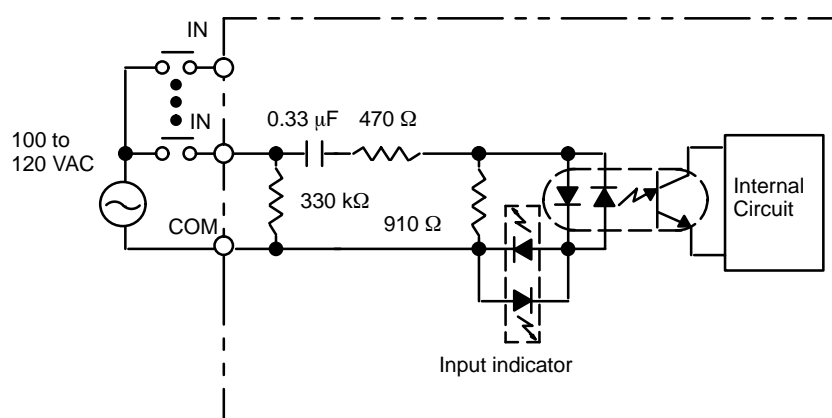 IN
IN
100 to
120 VAC
0.33 μF
470 Ω
330 kΩ
910 Ω
COM
Internal
Circuit
Input indicator